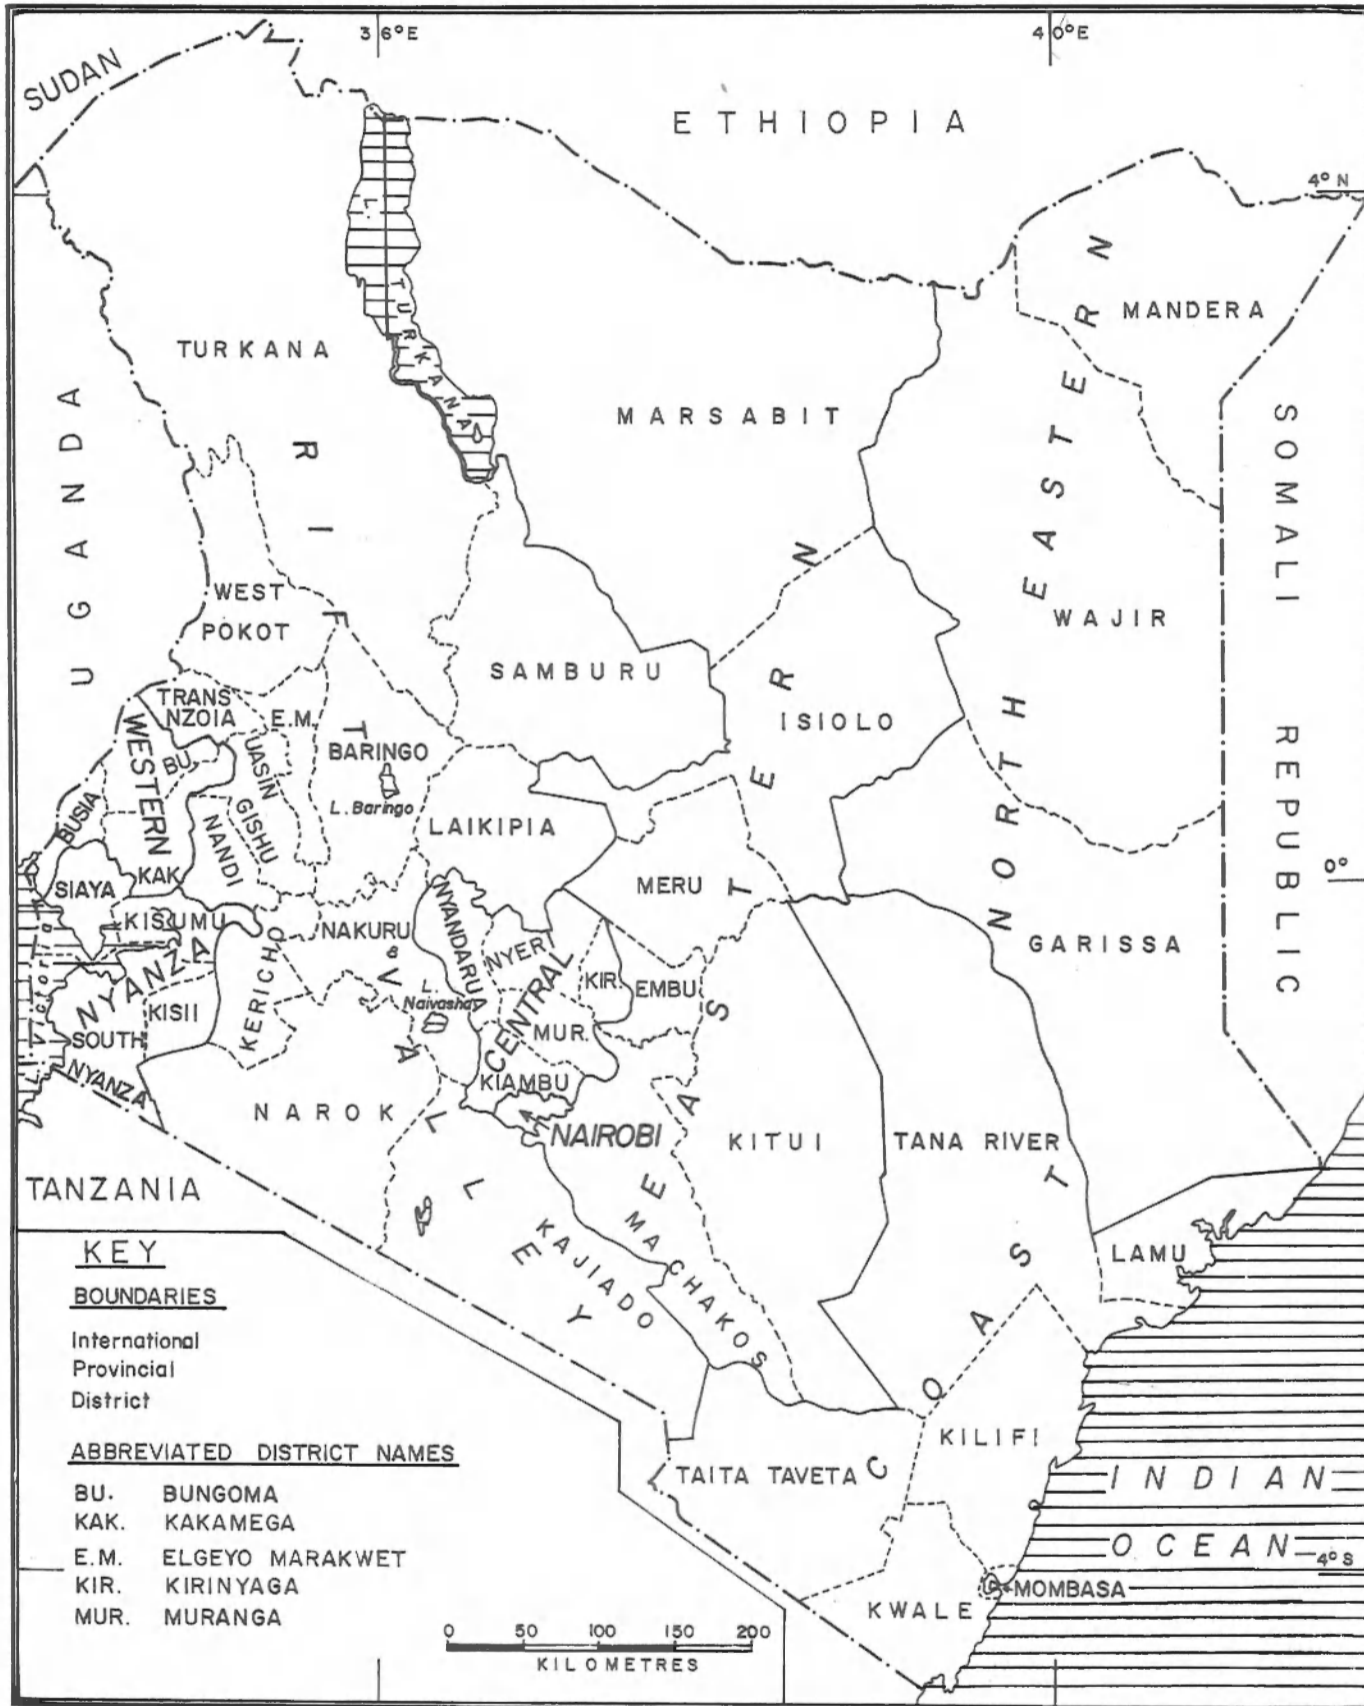 36°E
40°E
SUDAN
ETHIOPIA
4° N
L. TURKANA
MANDERA
TURKANA
UGANDA
MARSABIT
SOMALI REPUBLIC
NORTH EASTERN
RIFT VALLEY
WEST
POKOT
WAJIR
SAMBURU
EASTERN
TRANS
NZOIA
E.M.
ISIOLO
WESTERN
BU.
UASIN
GISHU
BARINGO
L. Baringo
BUSIA
NANDI
LAIKIPIA
KAK.
SIAYA
MERU
0°
KISUMU
NAKURU
NYANDARUA
NYERI
GARISSA
Victoria
NYANZA
KERICHO
L.
Naivasha
CENTRAL
KIR.
EMBU
KISII
SOUTH
NYANZA
MUR.
KIAMBU
NAROK
NAIROBI
KITUI
TANA RIVER
TANZANIA
MACHAKOS
KAJIADO
LAMU
COAST
KEY
BOUNDARIES
International
Provincial
District
KILIFI
TAITA TAVETA
INDIAN
OCEAN
4° S
MOMBASA
KWALE
ABBREVIATED DISTRICT NAMES
BU. BUNGOMA
KAK. KAKAMEGA
E.M. ELGEYO MARAKWET
KIR. KIRINYAGA
MUR. MURANGA
0 50 100 150 200
KILOMETRES